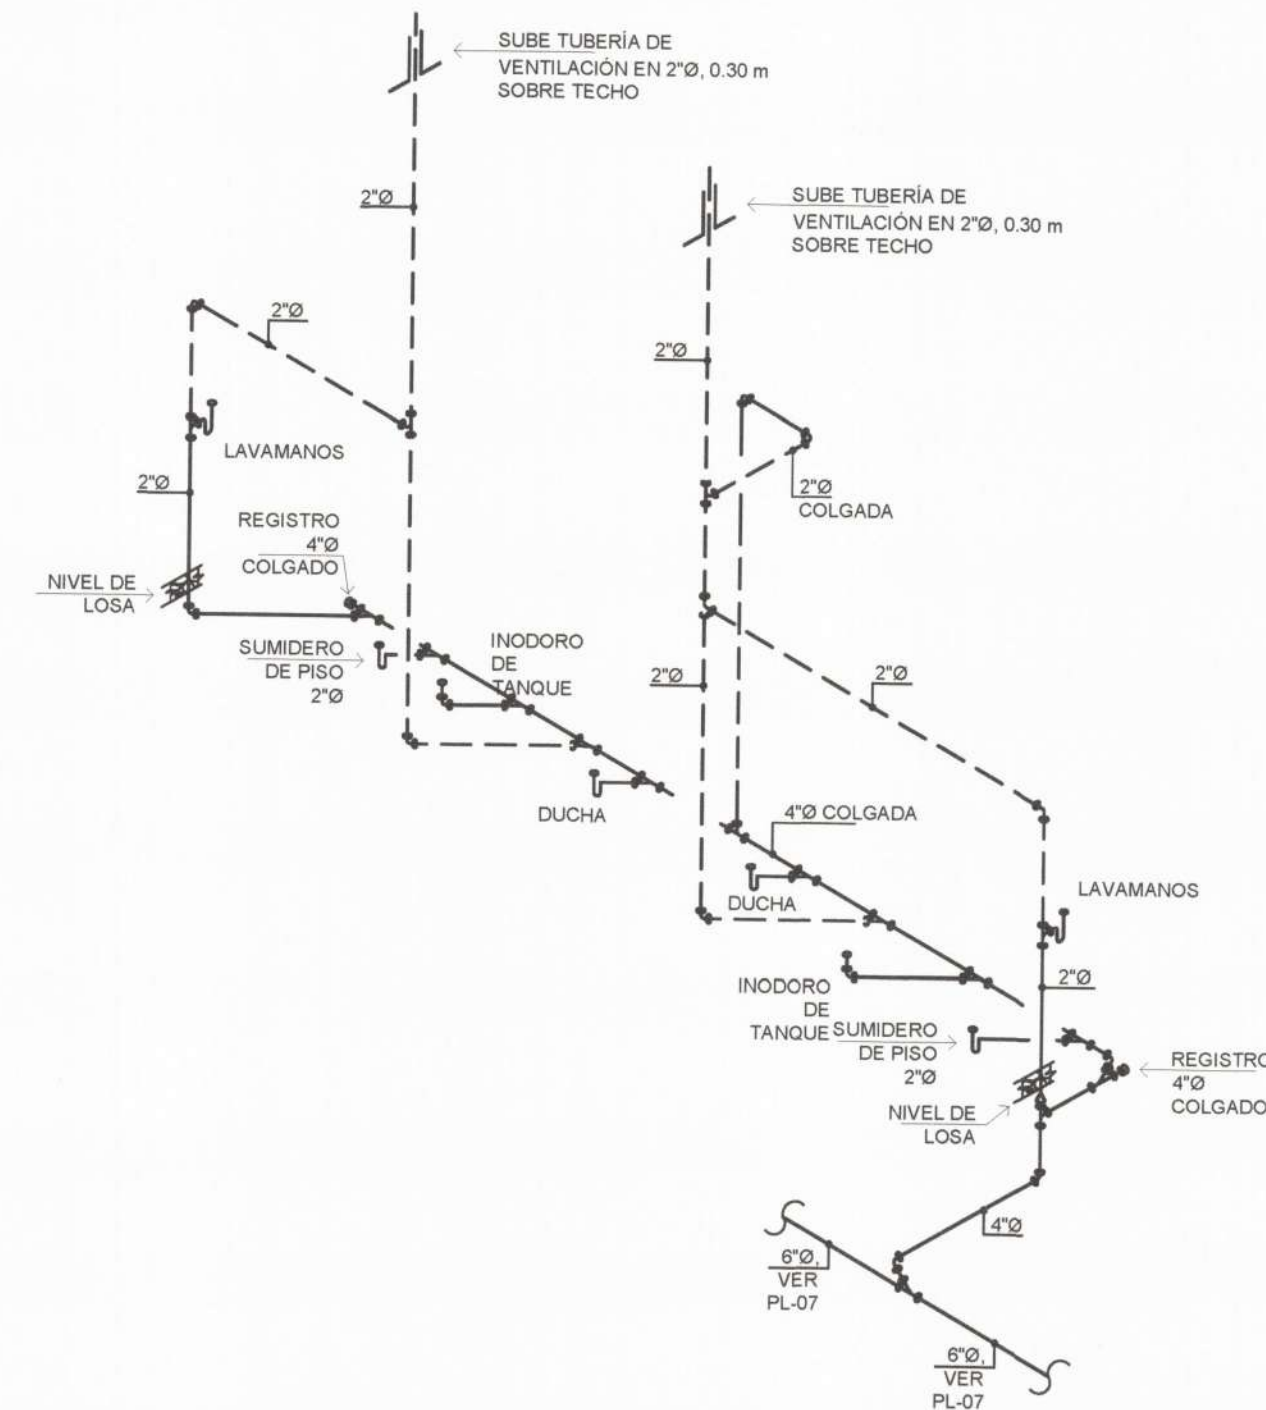 SUBE TUBERÍA DE
VENTILACIÓN EN 2"Ø, 0.30 m
SOBRE TECHO
2"Ø
SUBE TUBERÍA DE
VENTILACIÓN EN 2"Ø, 0.30 m
SOBRE TECHO
2"Ø
2"Ø
LAVAMANOS
2"Ø
2"Ø
COLGADA
REGISTRO
4"Ø
COLGADO
NIVEL DE
LOSA
SUMIDERO
DE PISO
2"Ø
INODORO
DE
TANQUE
2"Ø
2"Ø
DUCHA
4"Ø COLGADA
DUCHA
LAVAMANOS
INODORO
DE
TANQUE
2"Ø
SUMIDERO
DE PISO
2"Ø
REGISTRO
4"Ø
COLGADO
NIVEL DE
LOSA
4"Ø
6"Ø,
VER
PL-07
6"Ø,
VER
PL-07